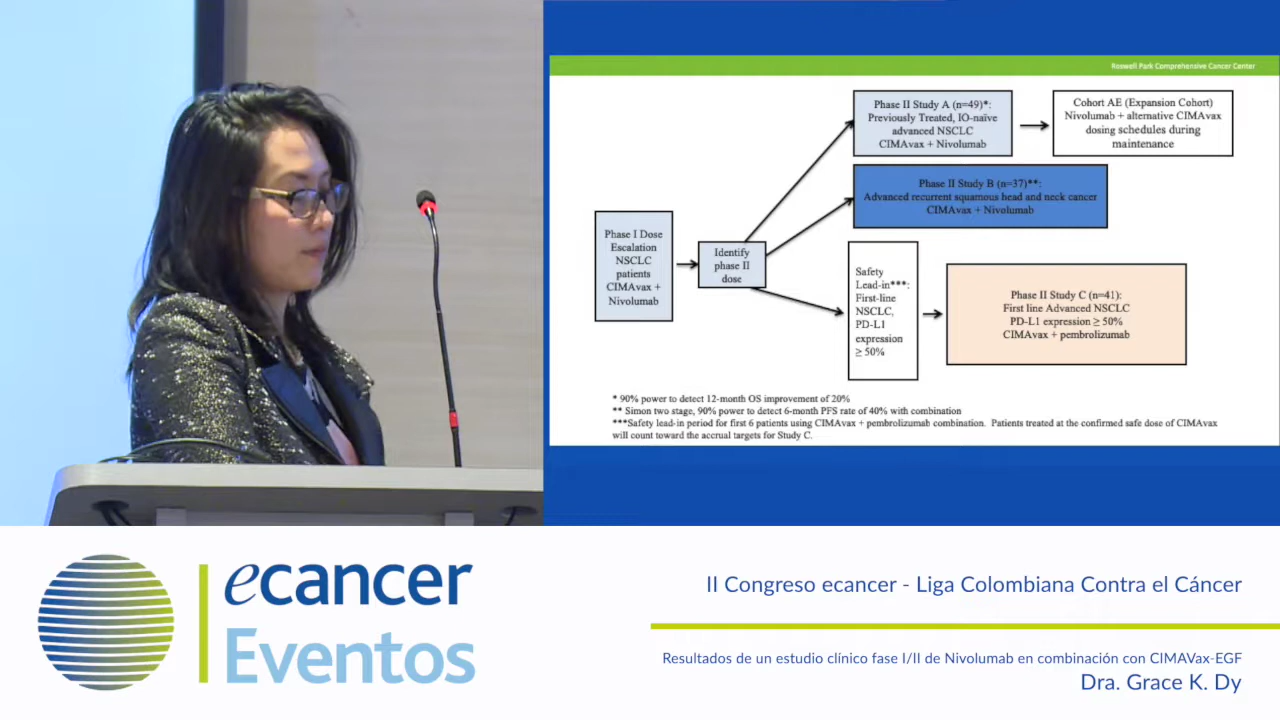 Roswell Park Comprehensive Cancer Center
Phase II Study A (n=49)*:
Previously Treated, IO-naïve
advanced NSCLC
CIMAvax + Nivolumab
Cohort AE (Expansion Cohort)
Nivolumab + alternative CIMAvax
dosing schedules during
maintenance
Phase II Study B (n=37)**:
Advanced recurrent squamous head and neck cancer
CIMAvax + Nivolumab
Phase I Dose
Escalation
NSCLC
patients
CIMAvax +
Nivolumab
Identify
phase II
dose
Safety
Lead-in***:
First-line
NSCLC,
PD-L1
expression
≥ 50%
Phase II Study C (n=41):
First line Advanced NSCLC
PD-L1 expression ≥ 50%
CIMAvax + pembrolizumab
* 90% power to detect 12-month OS improvement of 20%
** Simon two stage, 90% power to detect 6-month PFS rate of 40% with combination
***Safety lead-in period for first 6 patients using CIMAvax + pembrolizumab combination. Patients treated at the confirmed safe dose of CIMAvax
will count toward the accrual targets for Study C.
ecancer
Eventos
II Congreso ecancer - Liga Colombiana Contra el Cáncer
Resultados de un estudio clínico fase I/II de Nivolumab en combinación con CIMAVax-EGF
Dra. Grace K. Dy